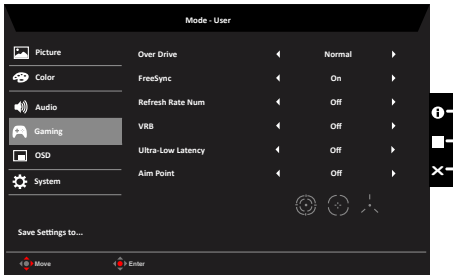 Mode - User
Picture
Over Drive Normal
Color
FreeSync On
Audio
Refresh Rate Num Off
Gaming
VRB Off
OSD
Ultra-Low Latency Off
System
Aim Point Off
Save Settings to...
Move Enter